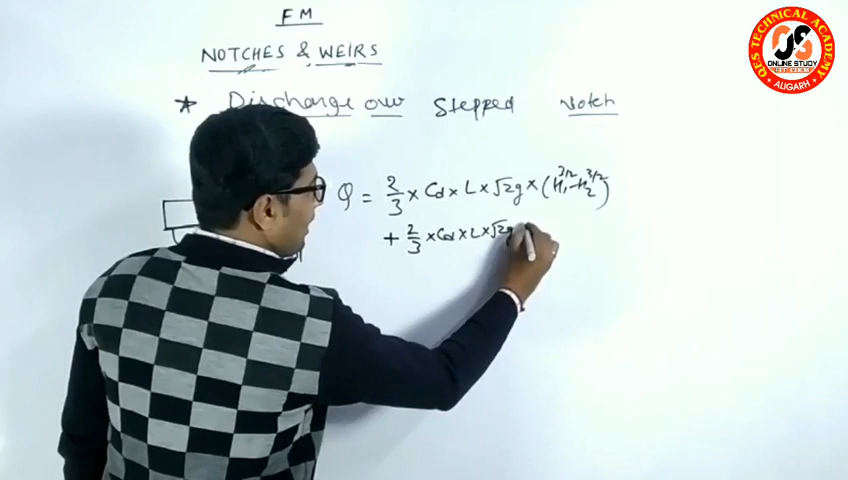 FM
NOTCHES & WEIRS
* Discharge over Stepped Notch
Q = 2/3 × Cd × L × √2g × (H₁^3/2 - H₂^3/2)
+ 2/3 × Cd × L × √2g
QES TECHNICAL ACADEMY
ONLINE STUDY
ALIGARH